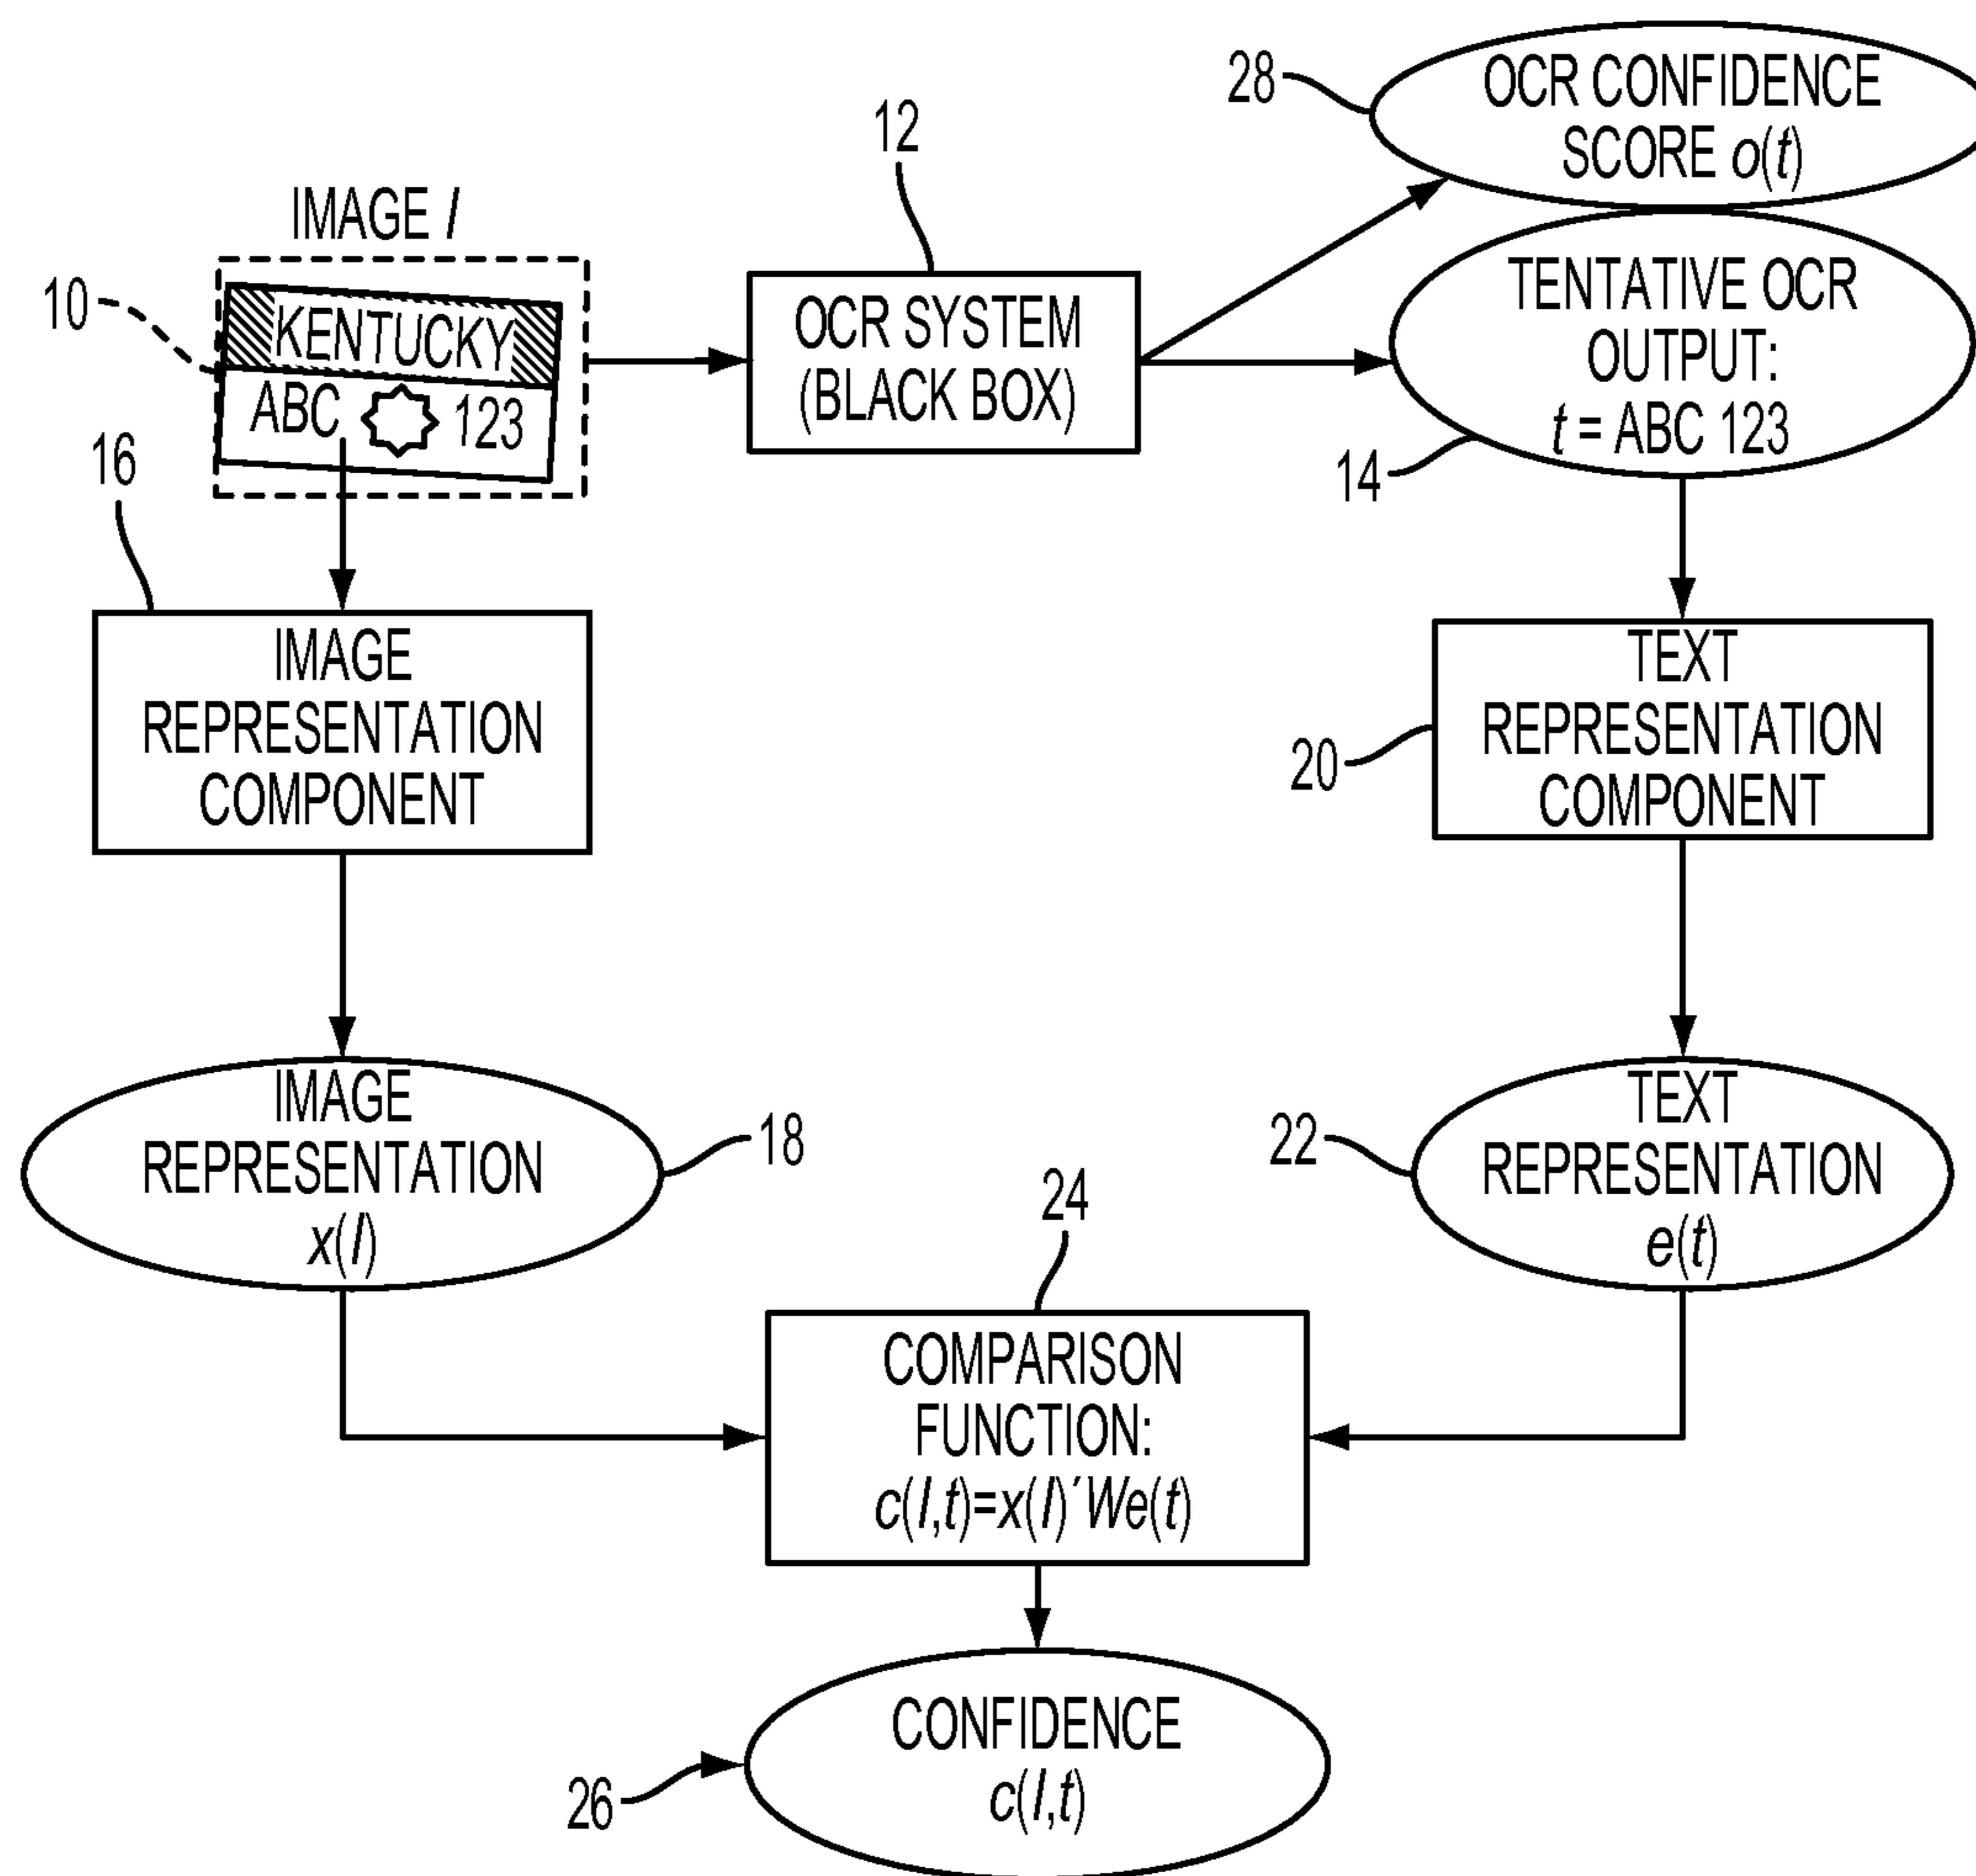 28
OCR CONFIDENCE
SCORE o(t)
12
IMAGE I
10
KENTUCKY
ABC 123
OCR SYSTEM
(BLACK BOX)
TENTATIVE OCR
OUTPUT:
t = ABC 123
14
16
IMAGE
REPRESENTATION
COMPONENT
20
TEXT
REPRESENTATION
COMPONENT
IMAGE
REPRESENTATION
x(I)
18
22
TEXT
REPRESENTATION
e(t)
24
COMPARISON
FUNCTION:
c(I,t)=x(I)´We(t)
26
CONFIDENCE
c(I,t)